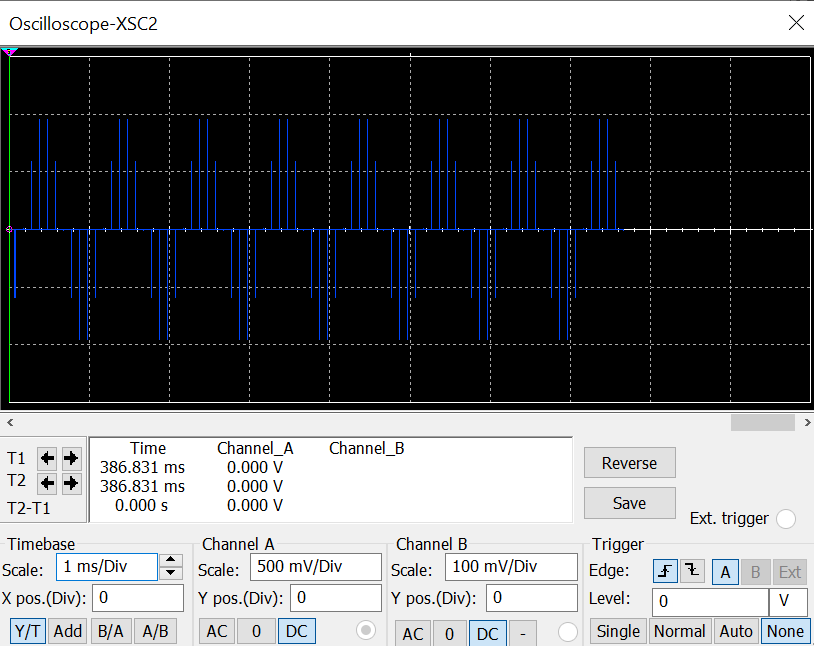 Oscilloscope-XSC2
Time Channel_A Channel_B
T1 386.831 ms 0.000 V
T2 386.831 ms 0.000 V
T2-T1 0.000 s 0.000 V
Reverse
Save
Ext. trigger
Timebase
Scale: 1 ms/Div
X pos.(Div): 0
Y/T Add B/A A/B
Channel A
Scale: 500 mV/Div
Y pos.(Div): 0
AC 0 DC
Channel B
Scale: 100 mV/Div
Y pos.(Div): 0
AC 0 DC -
Trigger
Edge: A B Ext
Level: 0 V
Single Normal Auto None